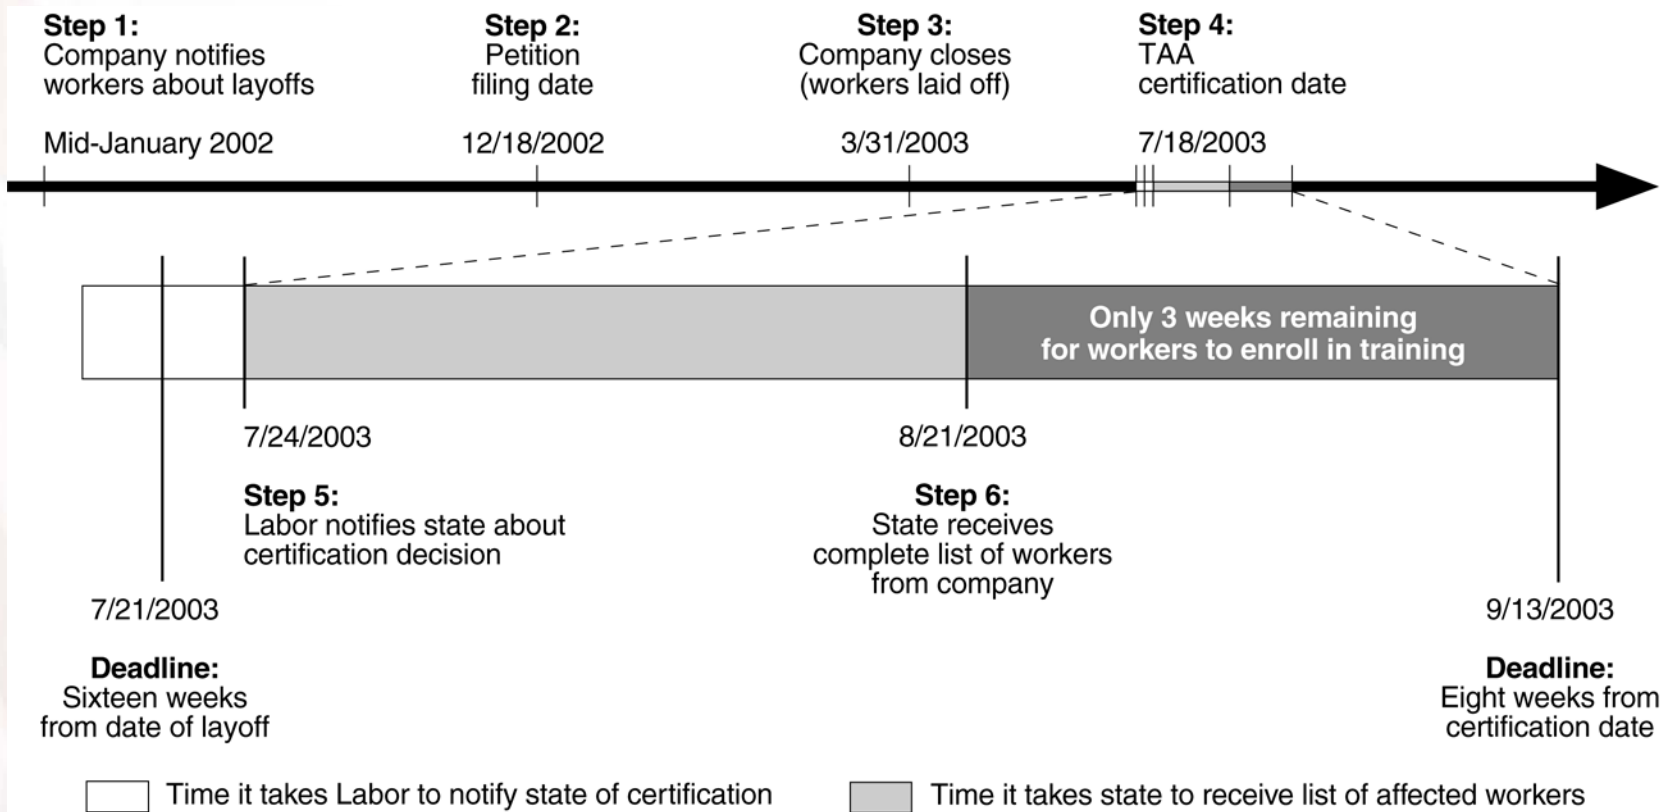 Step 1:
Company notifies
workers about layoffs
Mid-January 2002
Step 2:
Petition
filing date
12/18/2002
Step 3:
Company closes
(workers laid off)
3/31/2003
Step 4:
TAA
certification date
7/18/2003
Only 3 weeks remaining
for workers to enroll in training
7/24/2003
Step 5:
Labor notifies state about
certification decision
8/21/2003
Step 6:
State receives
complete list of workers
from company
7/21/2003
Deadline:
Sixteen weeks
from date of layoff
9/13/2003
Deadline:
Eight weeks from
certification date
Time it takes Labor to notify state of certification
Time it takes state to receive list of affected workers